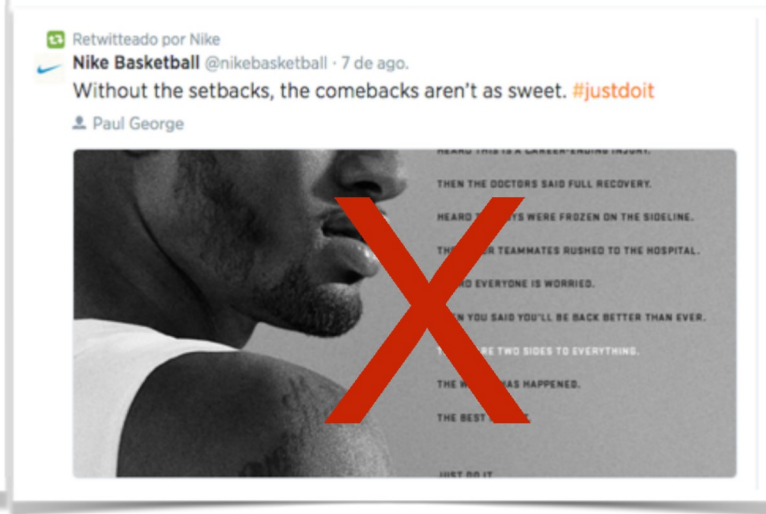 Retwitteado por Nike
Nike Basketball @nikebasketball · 7 de ago.
Without the setbacks, the comebacks aren't as sweet. #justdoit
Paul George
HEARD THIS IS A CAREER-ENDING INJURY.
THEN THE DOCTORS SAID FULL RECOVERY.
HEARD WERE FROZEN ON THE SIDELINE.
TEAMMATES RUSHED TO THE HOSPITAL.
EVERYONE IS WORRIED.
YOU SAID YOU'LL BE BACK BETTER THAN EVER.
TWO SIDES TO EVERYTHING.
THE HAS HAPPENED.
THE BEST
JUST DO IT
X